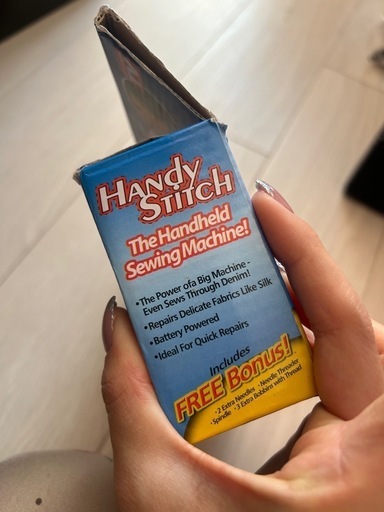 Handy
Stitch
The Handheld
Sewing Machine!
•The Power ofa Big Machine -
Even Sews Through Denim!
•Repairs Delicate Fabrics Like Silk
•Battery Powered
•Ideal For Quick Repairs
Includes
FREE Bonus!
•2 Extra Needles •Needle Threader
•Spindle •3 Extra Bobbins with Thread